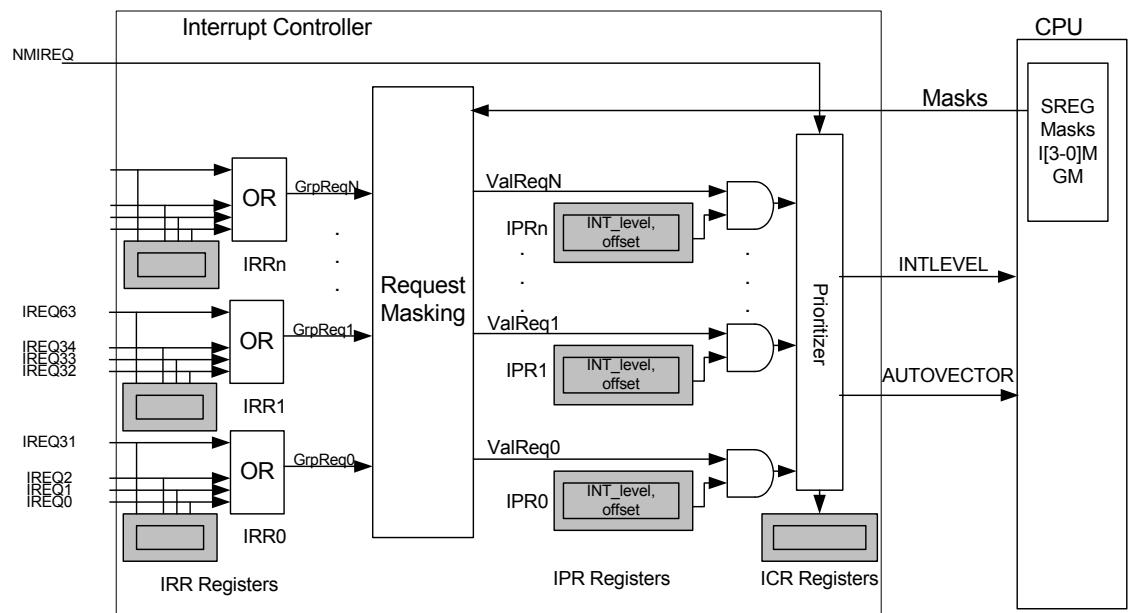 Interrupt Controller
CPU
NMIREQ
Masks
SREG
Masks
I[3-0]M
GM
OR
GrpReqN
ValReqN
INT_level,
offset
IPRn
IRRn
.
.
.
.
.
.
.
.
.
Request
Masking
Prioritizer
INTLEVEL
IREQ63
OR
GrpReq1
ValReq1
IREQ34
IREQ33
IREQ32
INT_level,
offset
IPR1
IRR1
AUTOVECTOR
IREQ31
OR
GrpReq0
ValReq0
IREQ2
IREQ1
IREQ0
INT_level,
offset
IPR0
IRR0
IRR Registers
IPR Registers
ICR Registers